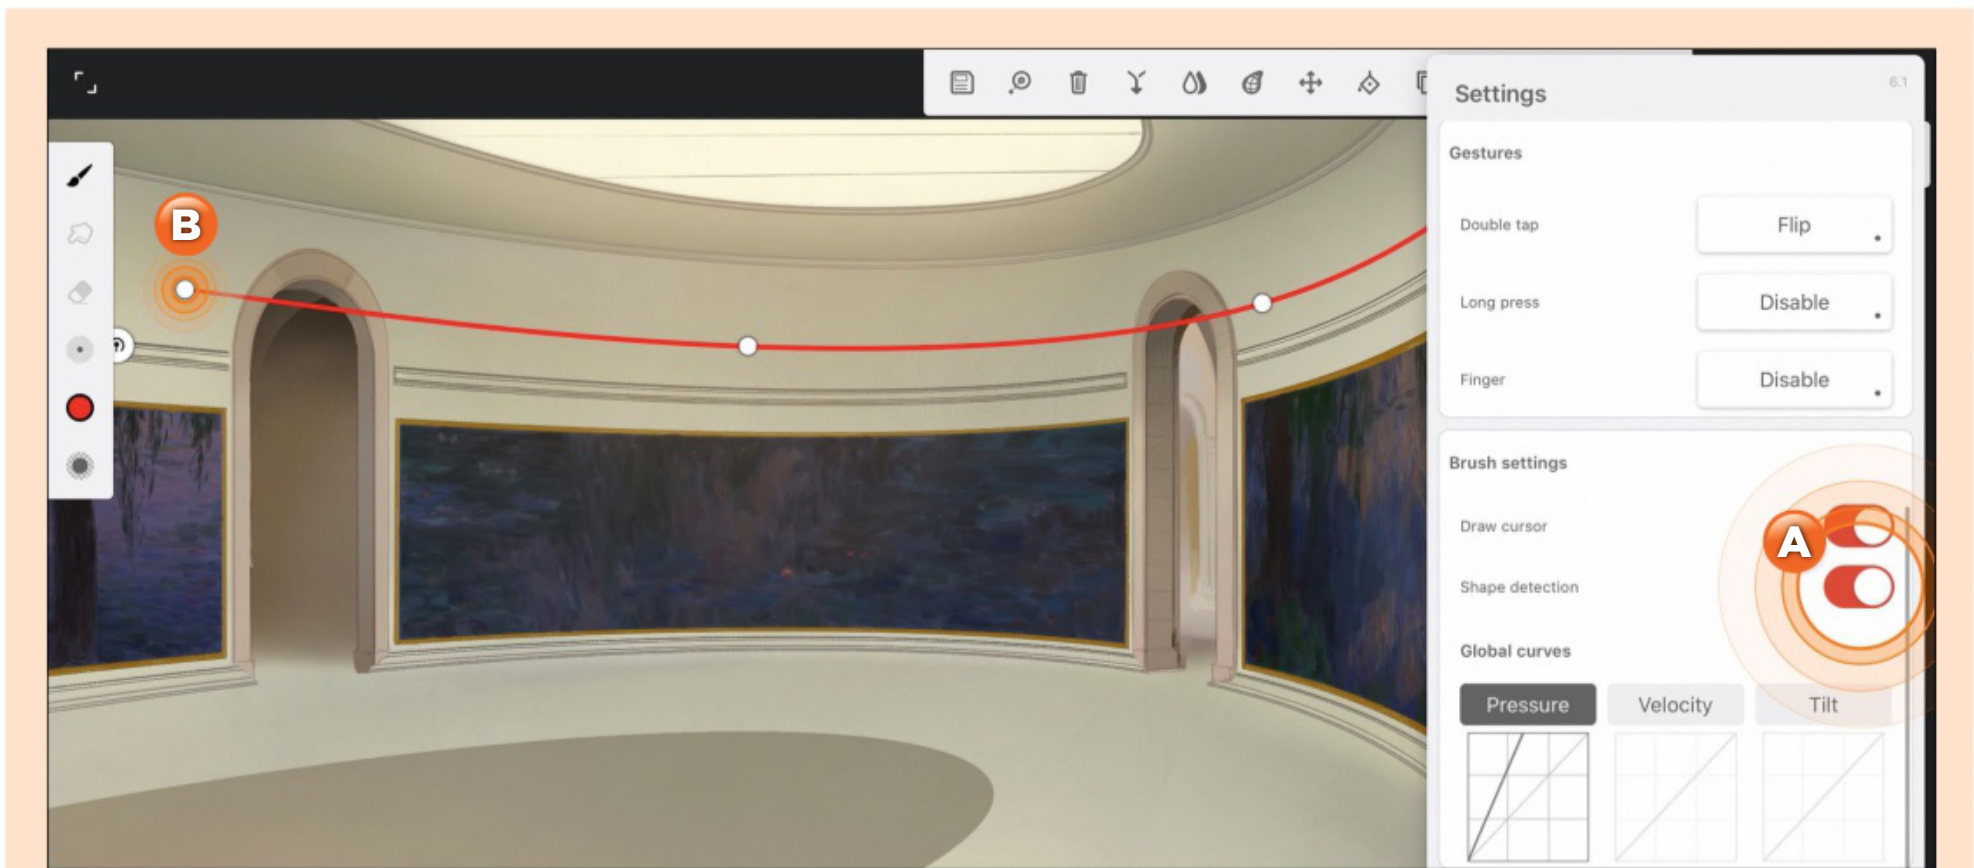 Settings
6.1
Gestures
Double tap
Flip
Long press
Disable
Finger
Disable
Brush settings
Draw cursor
Shape detection
Global curves
Pressure
Velocity
Tilt
B
A